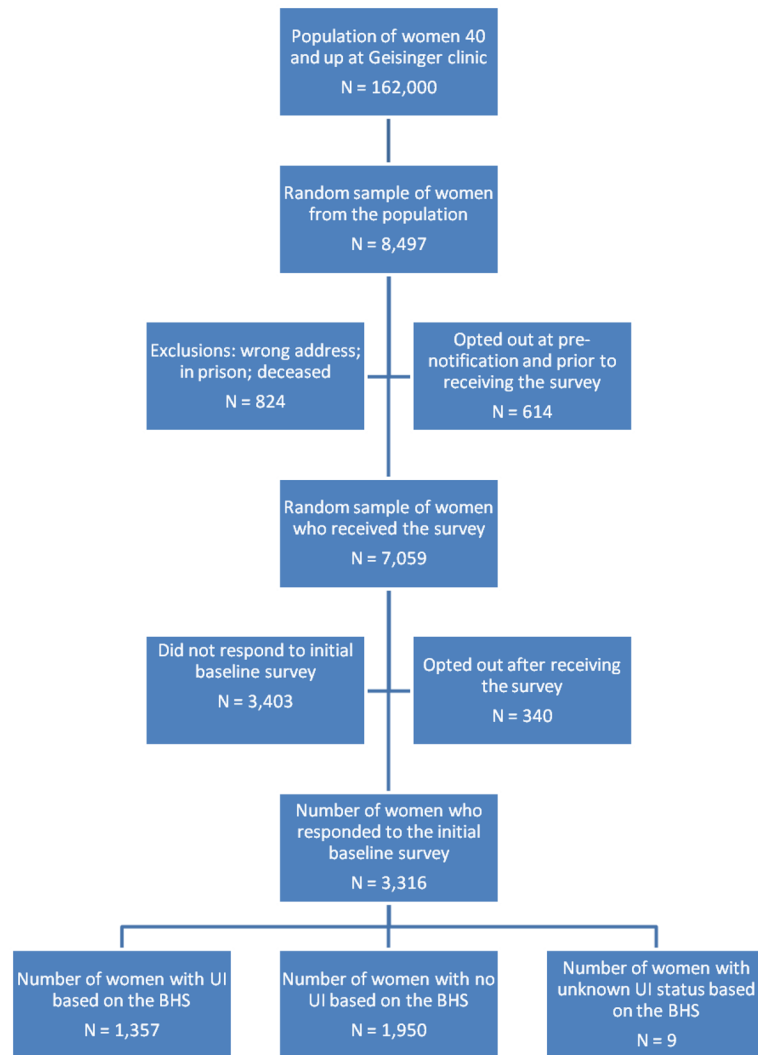 Population of women 40
and up at Geisinger clinic
N = 162,000
Random sample of women
from the population
N = 8,497
Exclusions: wrong address;
in prison; deceased
N = 824
Opted out at pre-
notification and prior to
receiving the survey
N = 614
Random sample of women
who received the survey
N = 7,059
Did not respond to initial
baseline survey
N = 3,403
Opted out after receiving
the survey
N = 340
Number of women who
responded to the initial
baseline survey
N = 3,316
Number of women with UI
based on the BHS
N = 1,357
Number of women with no
UI based on the BHS
N = 1,950
Number of women with
unknown UI status based
on the BHS
N = 9